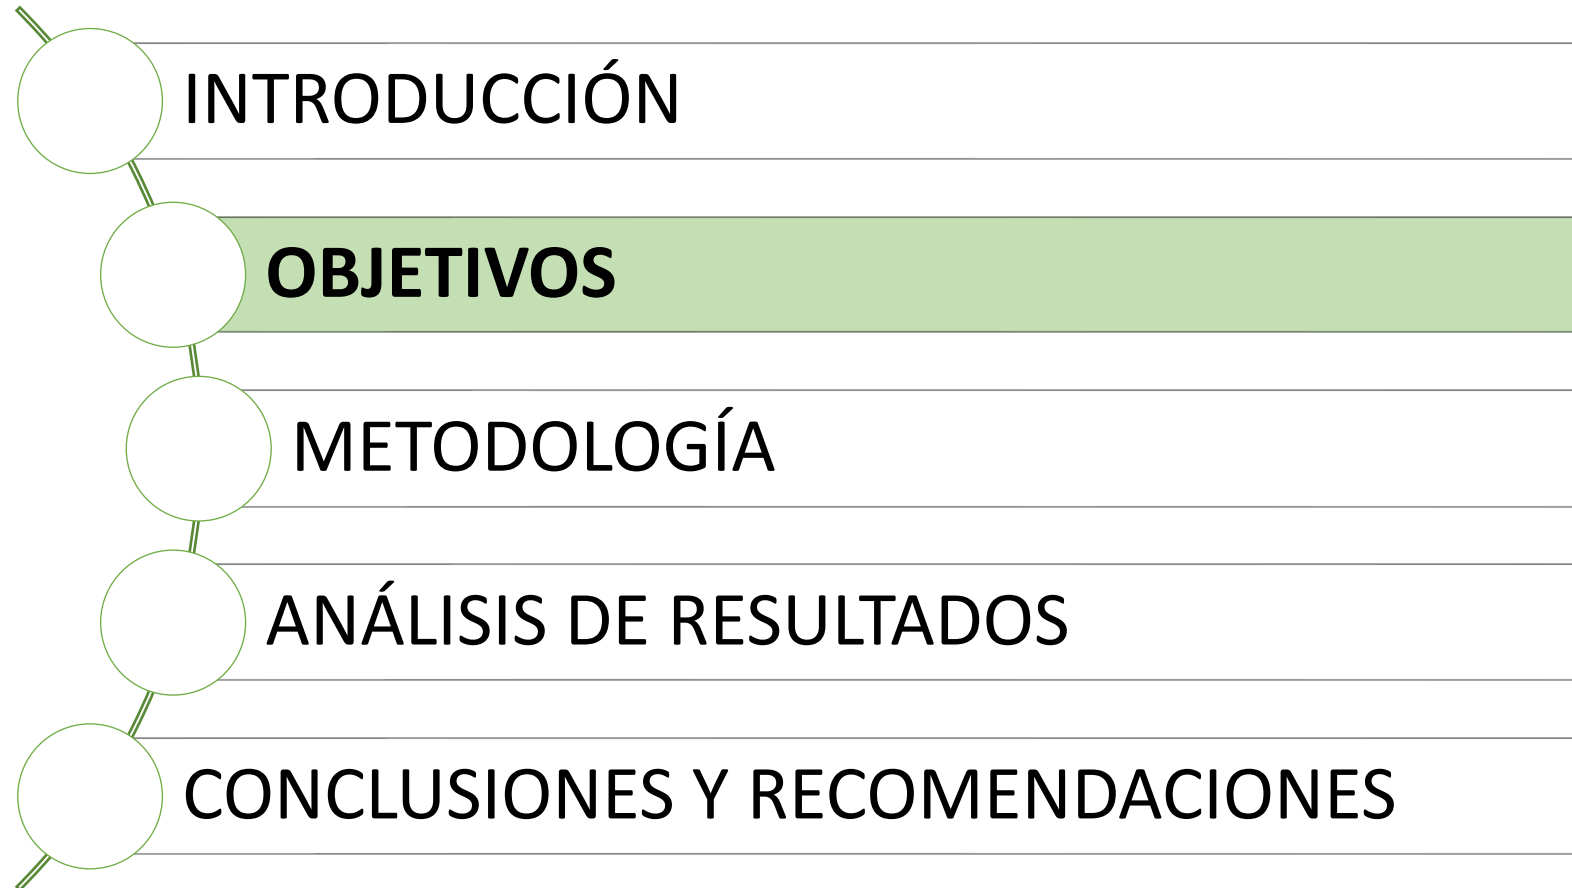 INTRODUCCIÓN
OBJETIVOS
METODOLOGÍA
ANÁLISIS DE RESULTADOS
CONCLUSIONES Y RECOMENDACIONES